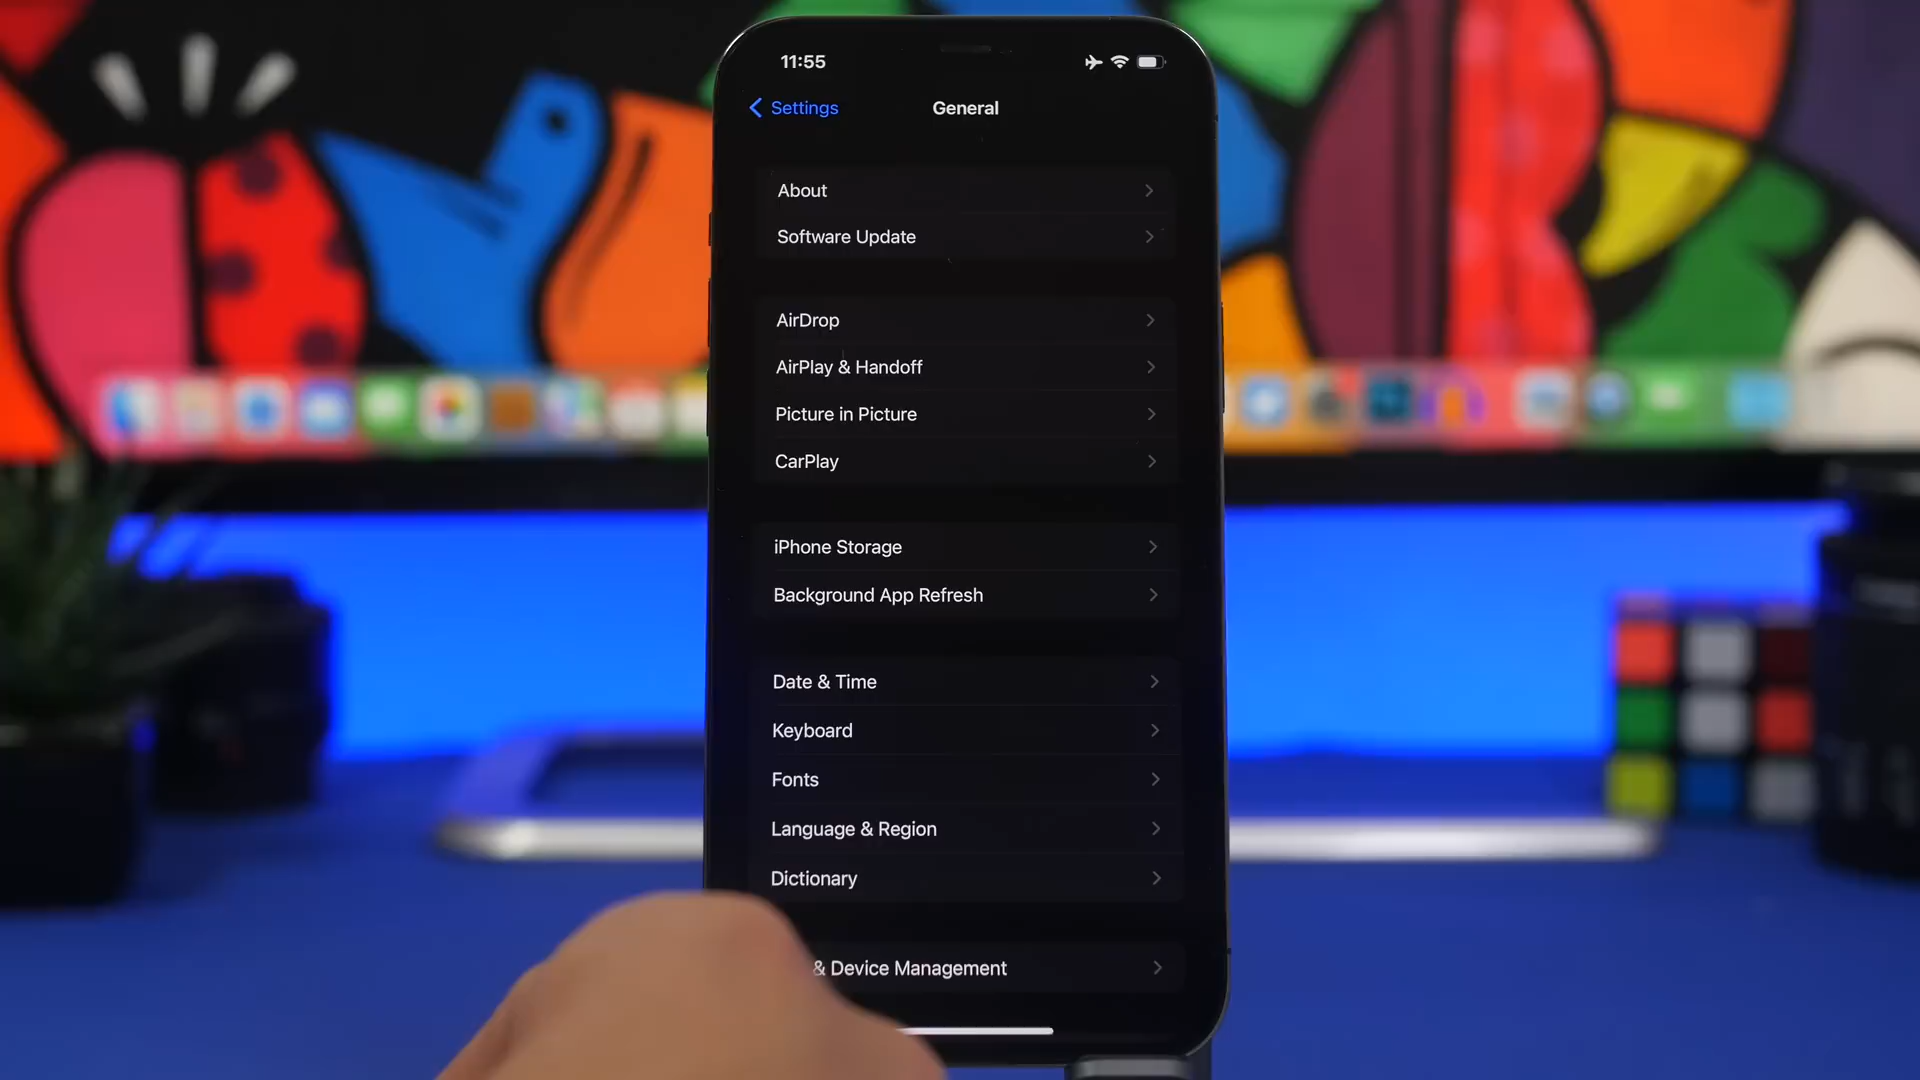 11:55
Settings
General
About
Software Update
AirDrop
AirPlay & Handoff
Picture in Picture
CarPlay
iPhone Storage
Background App Refresh
Date & Time
Keyboard
Fonts
Language & Region
Dictionary
& Device Management